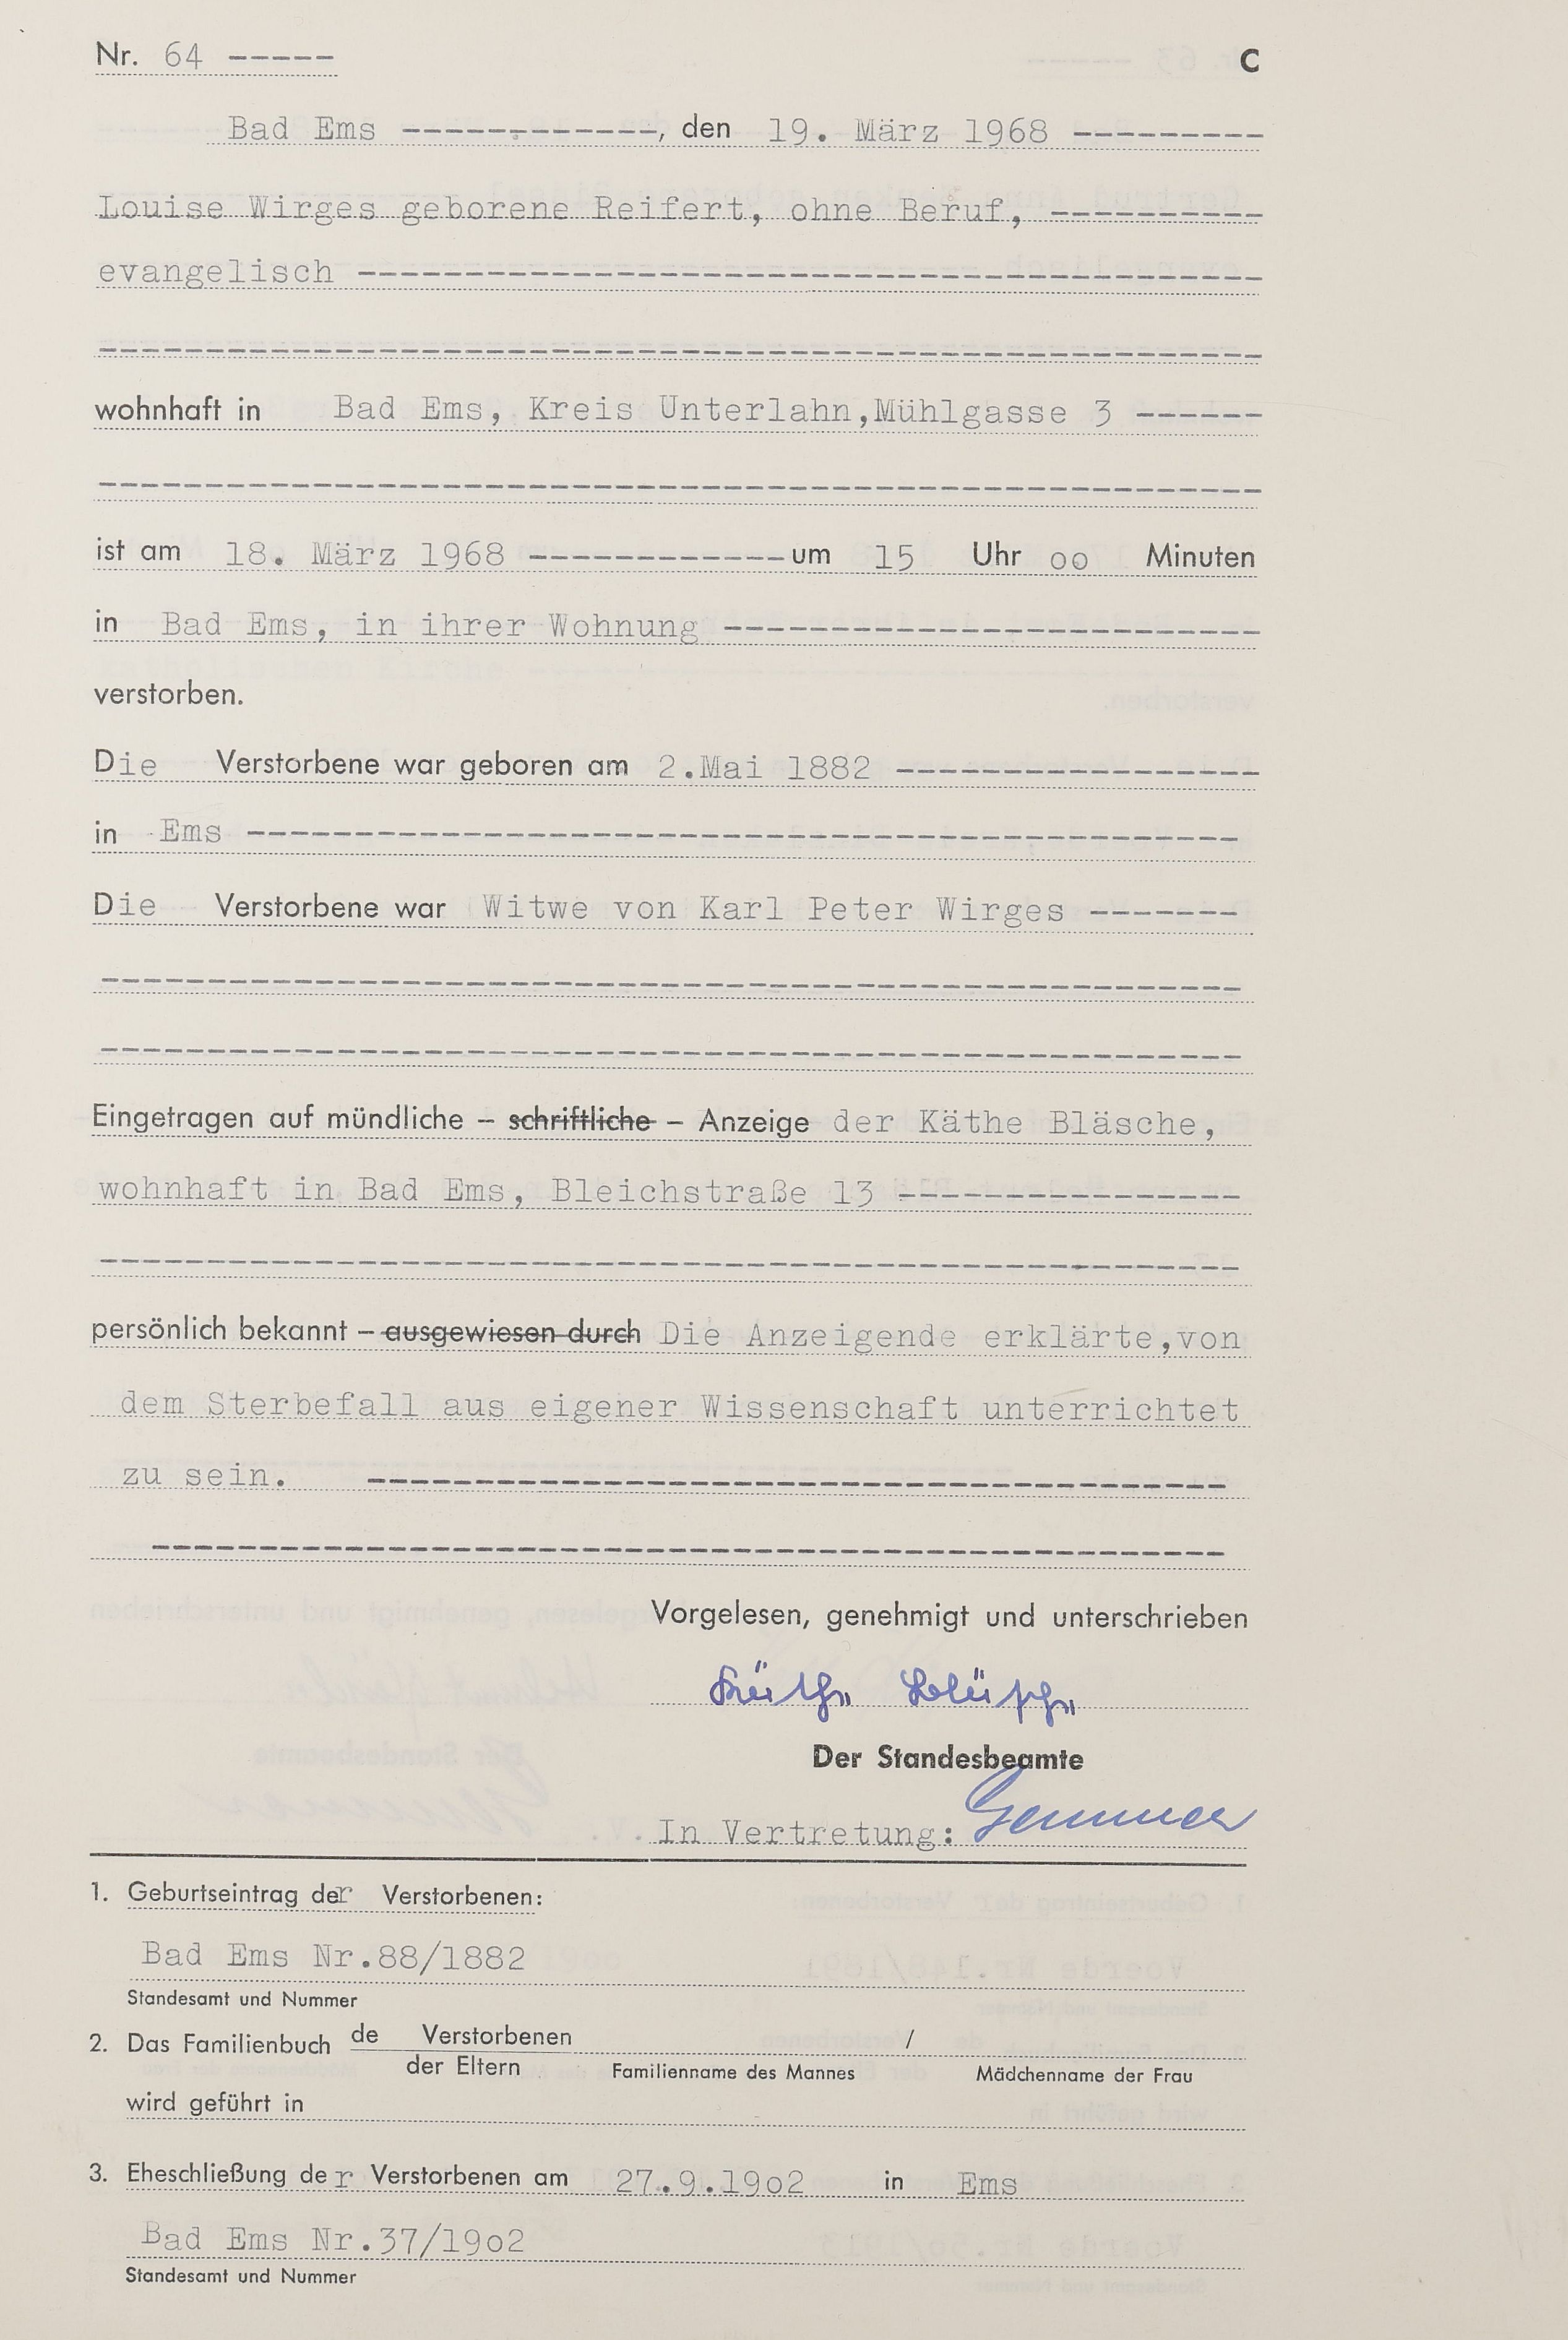 Nr. 64 ----- C
Bad Ems ------------, den 19. März 1968 ---------
Louise Wirges geborene Reifert, ohne Beruf, ----------
evangelisch ------------------------------------------
------------------------------------------------------
wohnhaft in Bad Ems, Kreis Unterlahn,Mühlgasse 3 ------
------------------------------------------------------
ist am 18. März 1968 ------------um 15 Uhr oo Minuten
in Bad Ems, in ihrer Wohnung -------------------------
verstorben.
Die Verstorbene war geboren am 2.Mai 1882 -----------------
in Ems ----------------------------------------------
Die Verstorbene war Witwe von Karl Peter Wirges -------
-----------------------------------------------------
-----------------------------------------------------
Eingetragen auf mündliche – schriftliche – Anzeige der Käthe Bläsche,
wohnhaft in Bad Ems, Bleichstraße 13 ----------------
-----------------------------------------------------
persönlich bekannt – ausgewiesen durch Die Anzeigende erklärte,von
dem Sterbefall aus eigener Wissenschaft unterrichtet
zu sein. ----------------------------------------
--------------------------------------------------
Vorgelesen, genehmigt und unterschrieben
Käthe Bläsche
Der Standesbeamte
In Vertretung: Gemmer
1. Geburtseintrag der Verstorbenen:
Bad Ems Nr.88/1882
Standesamt und Nummer
2. Das Familienbuch de Verstorbenen /
der Eltern Familienname des Mannes Mädchenname der Frau
wird geführt in
3. Eheschließung der Verstorbenen am 27.9.19o2 in Ems
Bad Ems Nr.37/19o2
Standesamt und Nummer